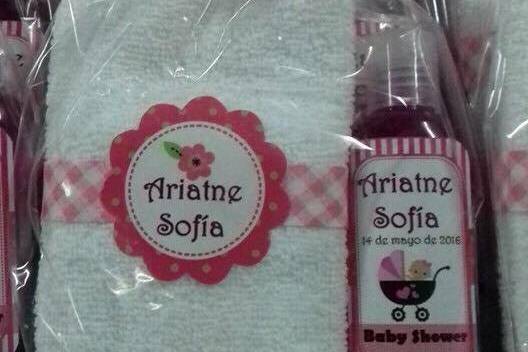 Ariatne
Sofía
Ariatne
Sofía
14 de mayo de 2016
Baby Shower